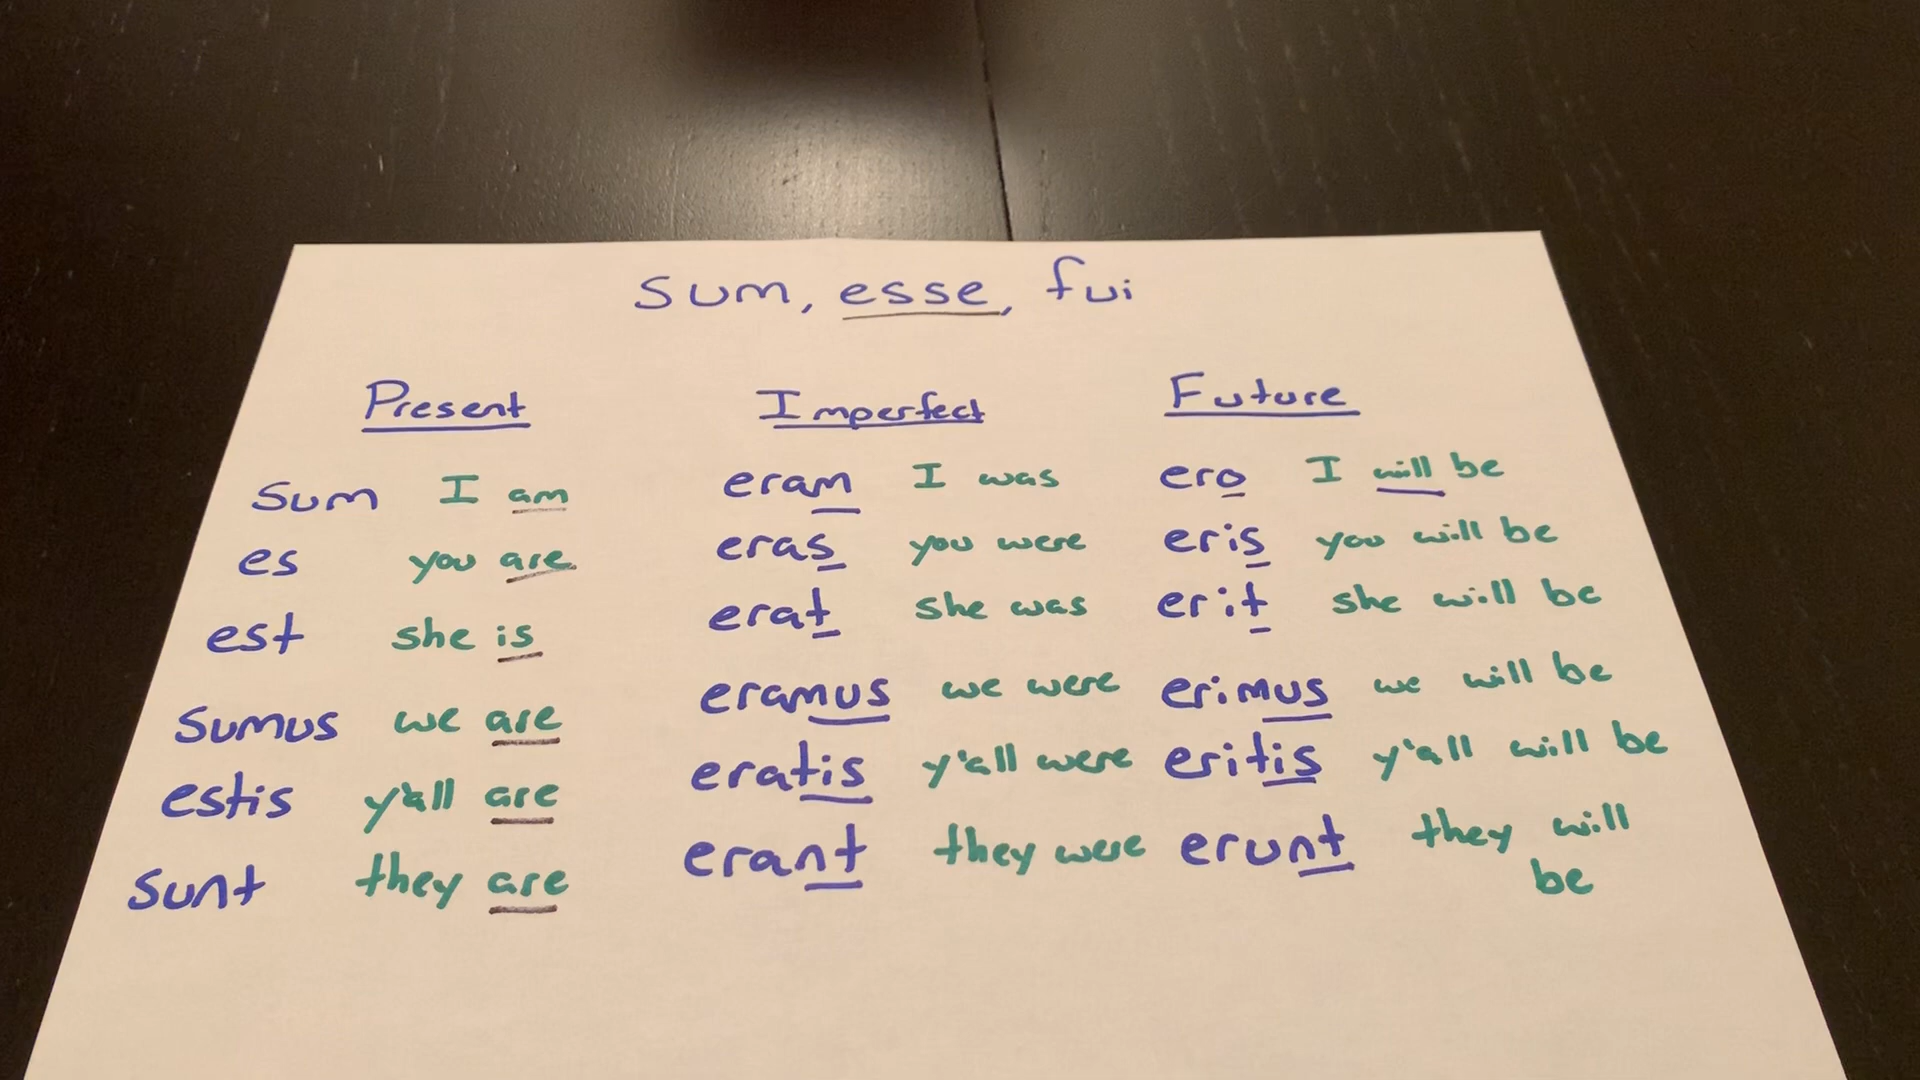 sum, esse, fui
Present Imperfect Future
sum I am eram I was ero I will be
es you are eras you were eris you will be
est she is erat she was erit she will be
sumus we are eramus we were erimus we will be
estis y'all are eratis y'all were eritis y'all will be
sunt they are erant they were erunt they will
be